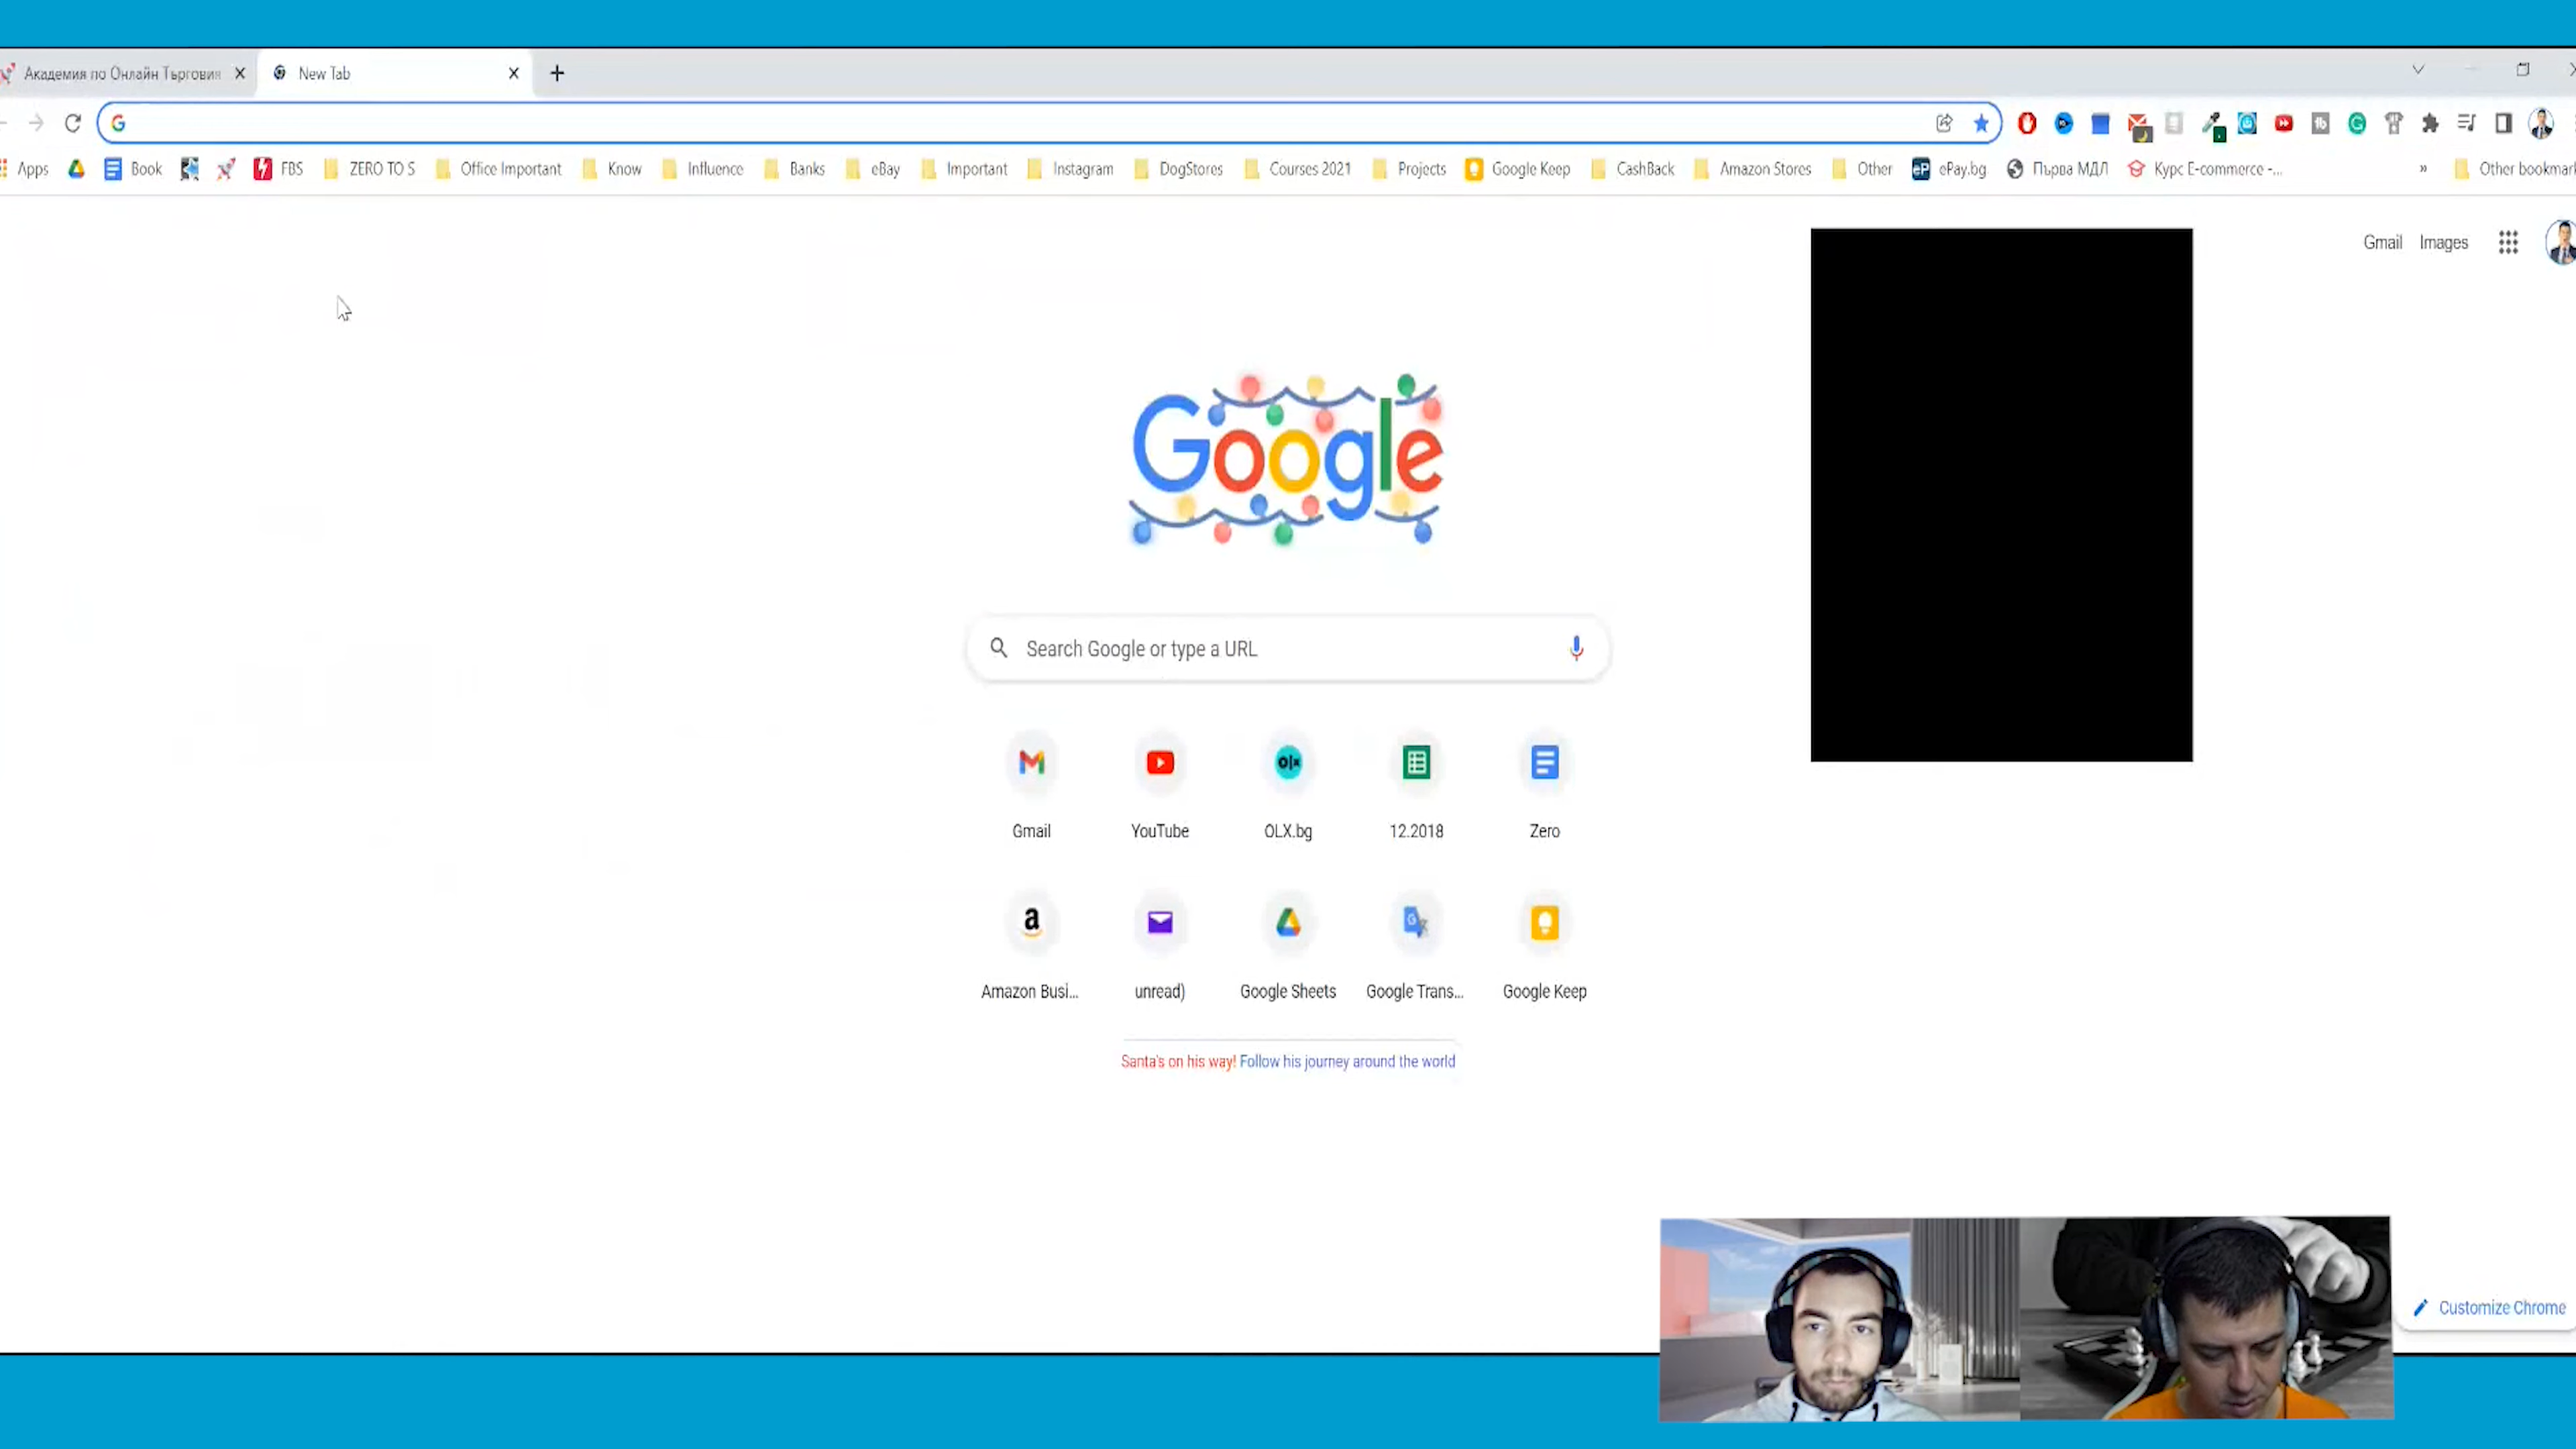 Академия по Онлайн Търговия
New Tab
Apps
Book
FBS
ZERO TO S
Office Important
Know
Influence
Banks
eBay
Important
Instagram
DogStores
Courses 2021
Projects
Google Keep
CashBack
Amazon Stores
Other
ePay.bg
Първа МДЛ
Курс E-commerce -...
»
Other bookmar
Gmail
Images
Google
Search Google or type a URL
Gmail
YouTube
olx
OLX.bg
12.2018
Zero
Amazon Busi...
unread)
Google Sheets
Google Trans...
Google Keep
Santa's on his way! Follow his journey around the world
Customize Chrome